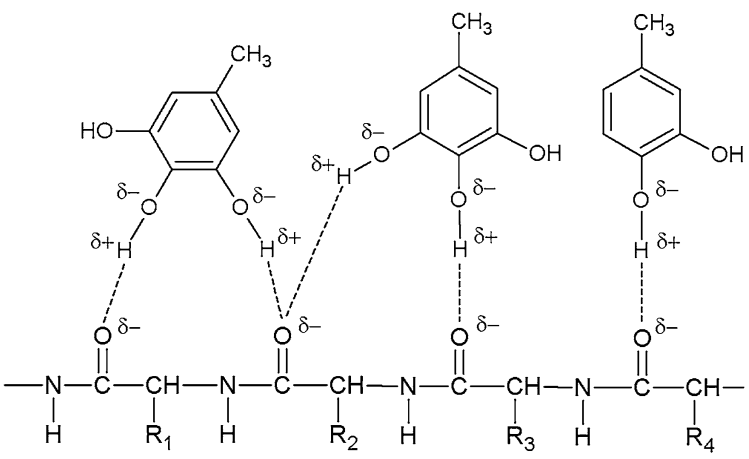 CH₃ CH₃ CH₃
HO OH OH
δ− O O δ− δ− O O δ− O δ−
δ+ H H δ+ δ+ H H δ+ H δ+
O δ− O δ− O δ− O δ−
N C CH N C CH N C CH N C CH
H R₁ H R₂ H R₃ H R₄